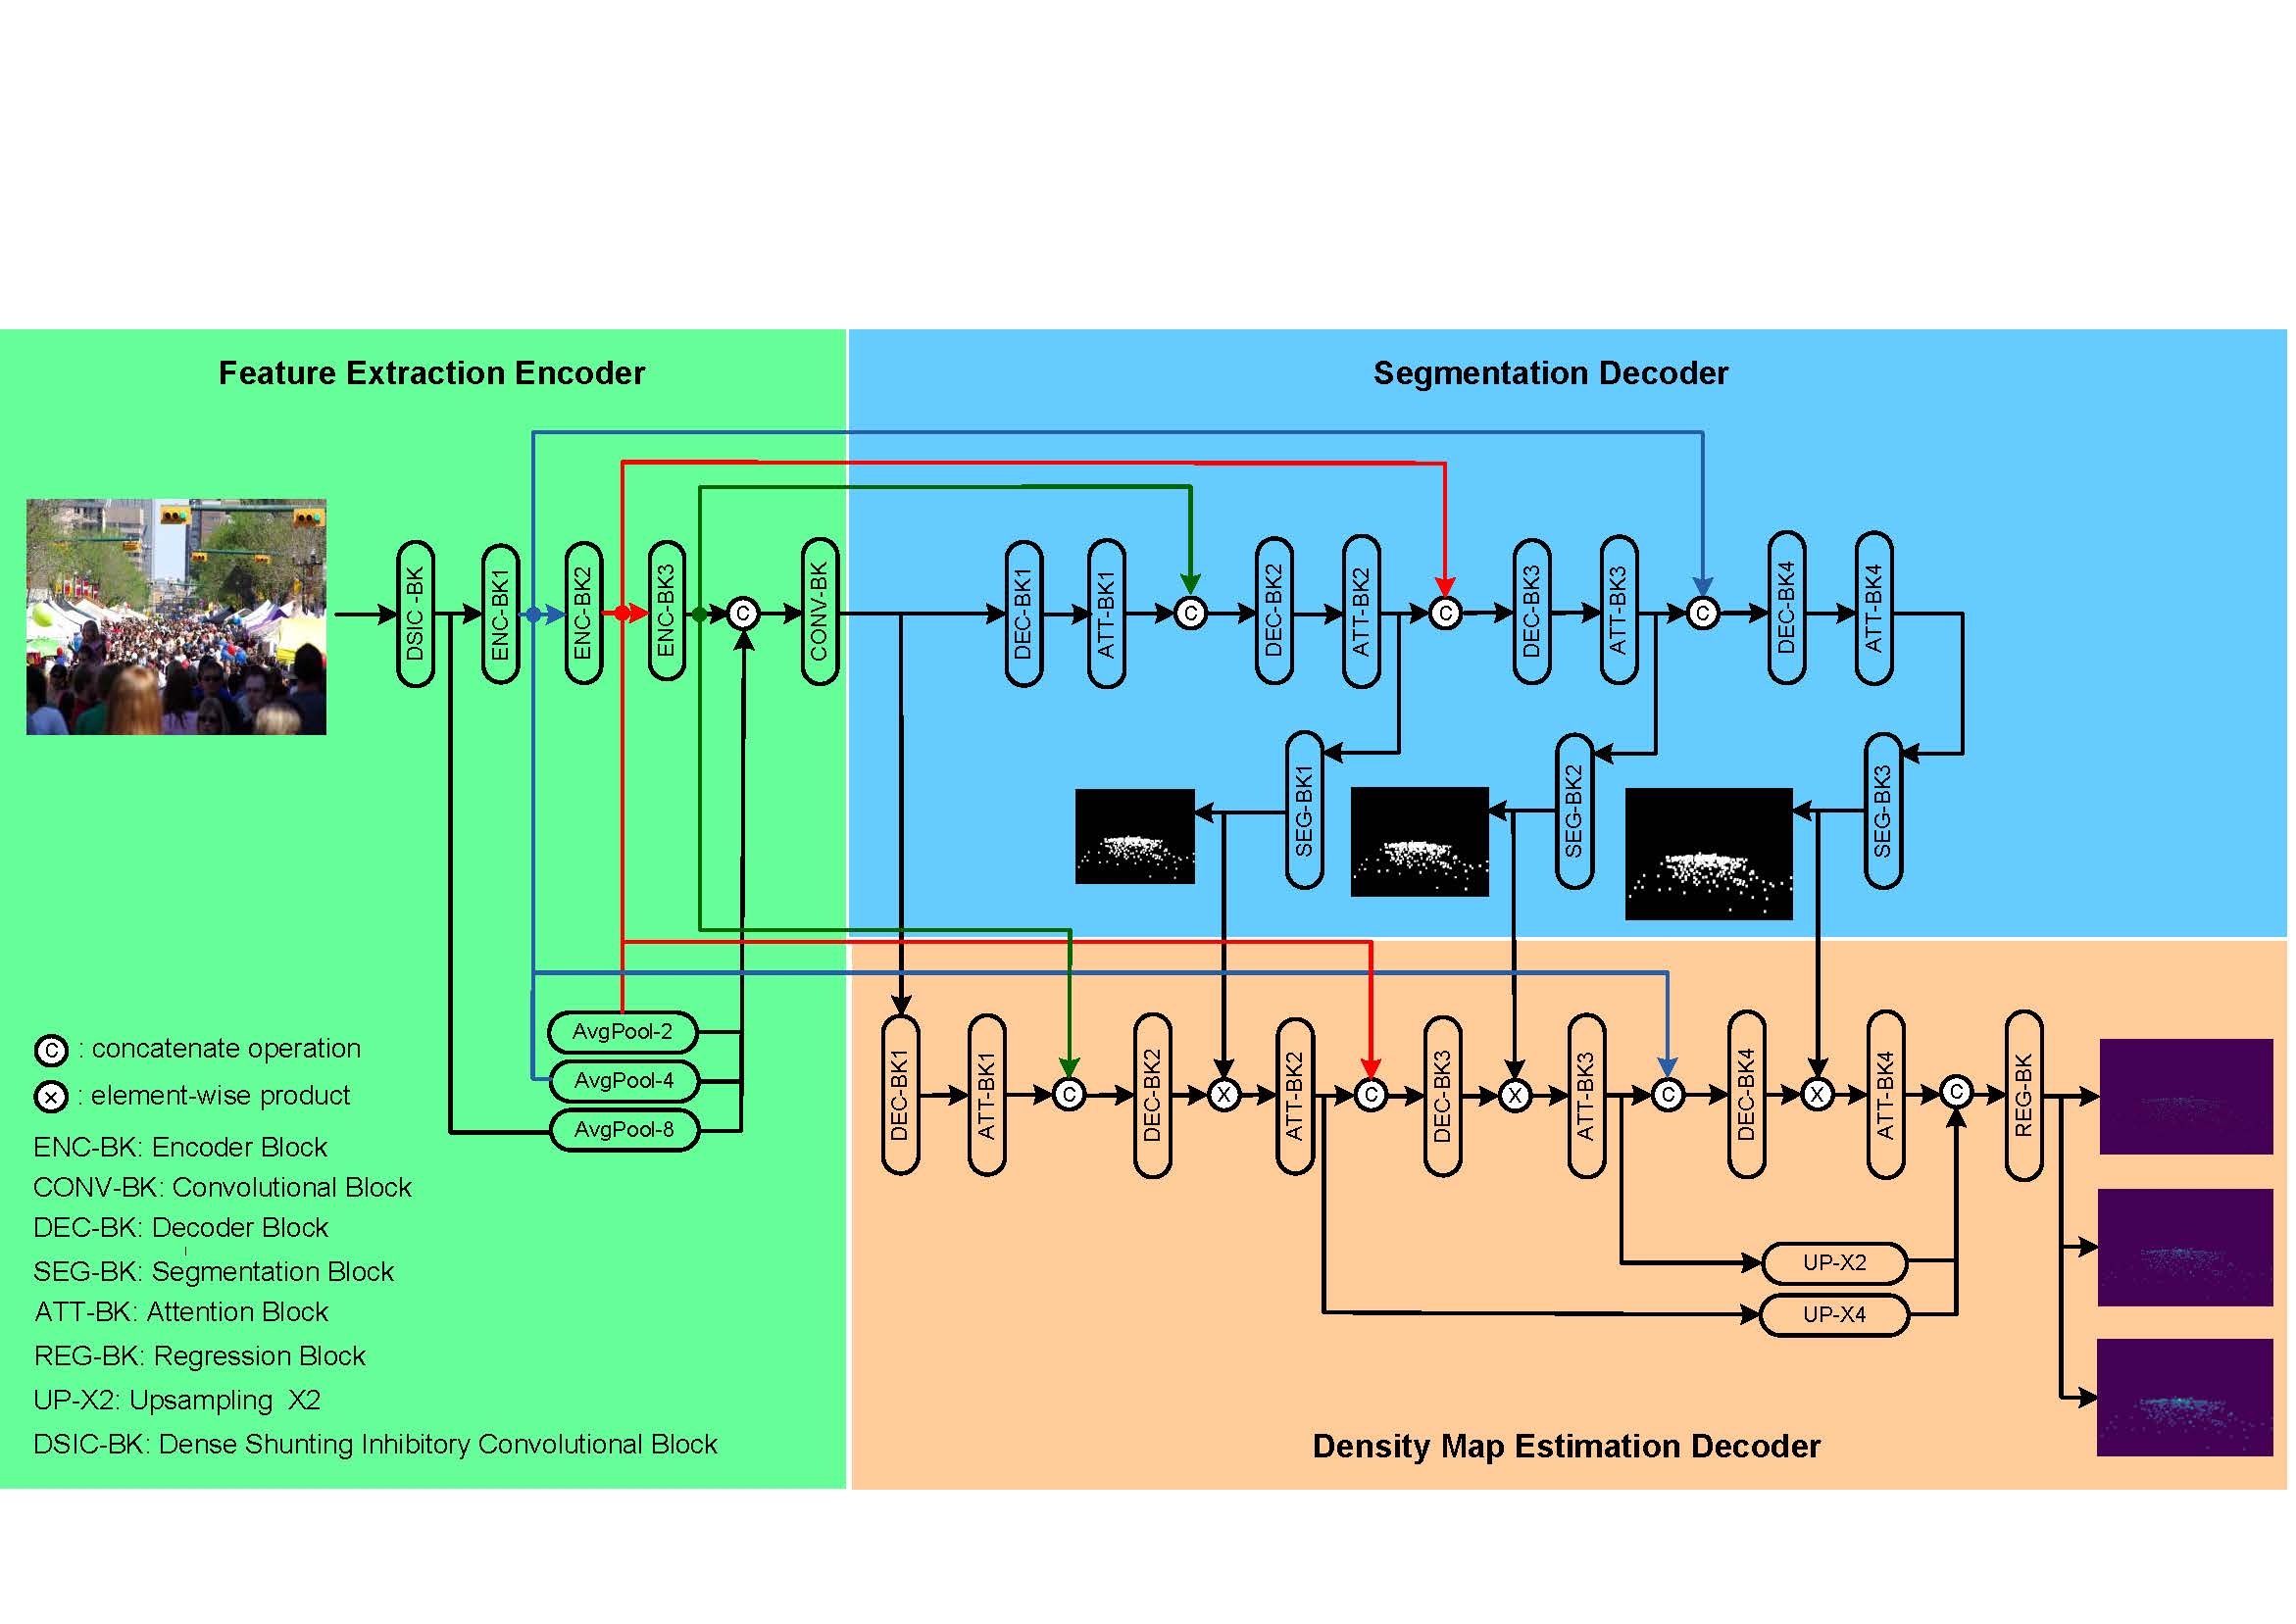 Feature Extraction Encoder
Segmentation Decoder
DSIC -BK
ENC-BK1
ENC-BK2
ENC-BK3
C
CONV-BK
DEC-BK1
ATT-BK1
C
DEC-BK2
ATT-BK2
C
DEC-BK3
ATT-BK3
C
DEC-BK4
ATT-BK4
SEG-BK1
SEG-BK2
SEG-BK3
AvgPool-2
AvgPool-4
AvgPool-8
C : concatenate operation
x : element-wise product
ENC-BK: Encoder Block
CONV-BK: Convolutional Block
DEC-BK: Decoder Block
SEG-BK: Segmentation Block
ATT-BK: Attention Block
REG-BK: Regression Block
UP-X2: Upsampling X2
DSIC-BK: Dense Shunting Inhibitory Convolutional Block
DEC-BK1
ATT-BK1
C
DEC-BK2
X
ATT-BK2
C
DEC-BK3
X
ATT-BK3
C
DEC-BK4
X
ATT-BK4
C
REG-BK
UP-X2
UP-X4
Density Map Estimation Decoder